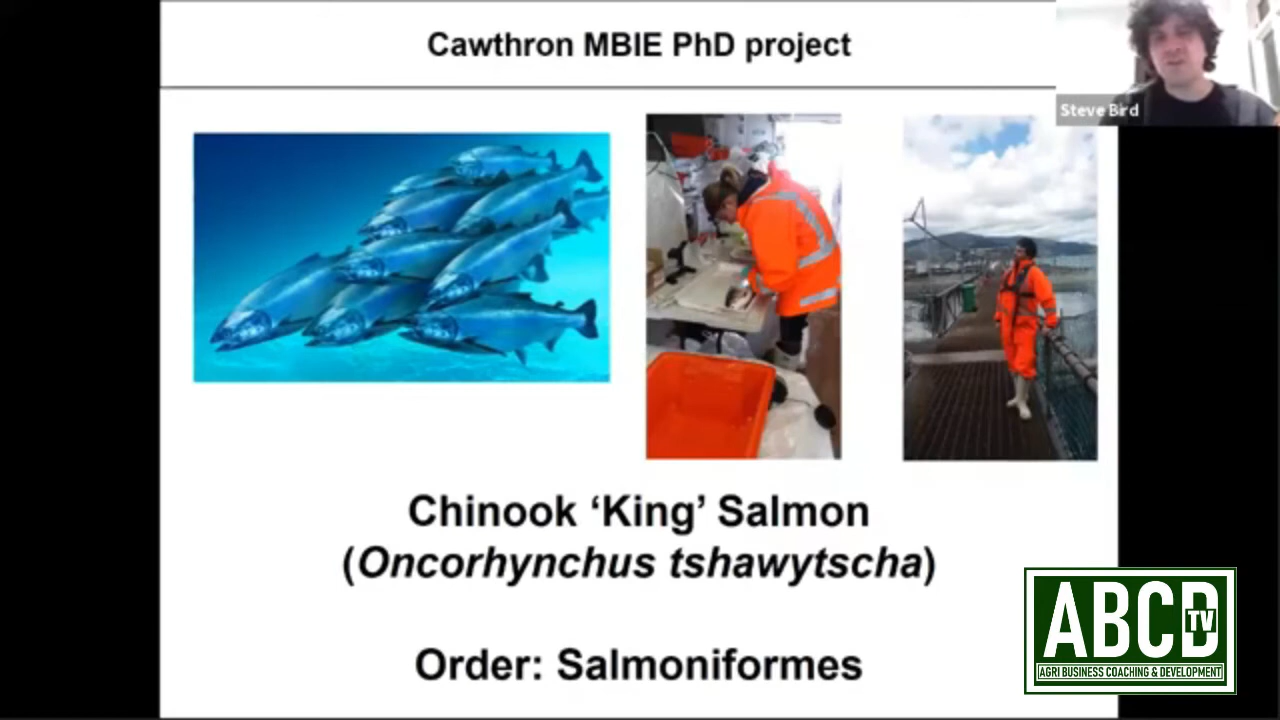 Cawthron MBIE PhD project
Steve Bird
Chinook ‘King’ Salmon
(Oncorhynchus tshawytscha)
Order: Salmoniformes
ABCD
TV
AGRI BUSINESS COACHING & DEVELOPMENT